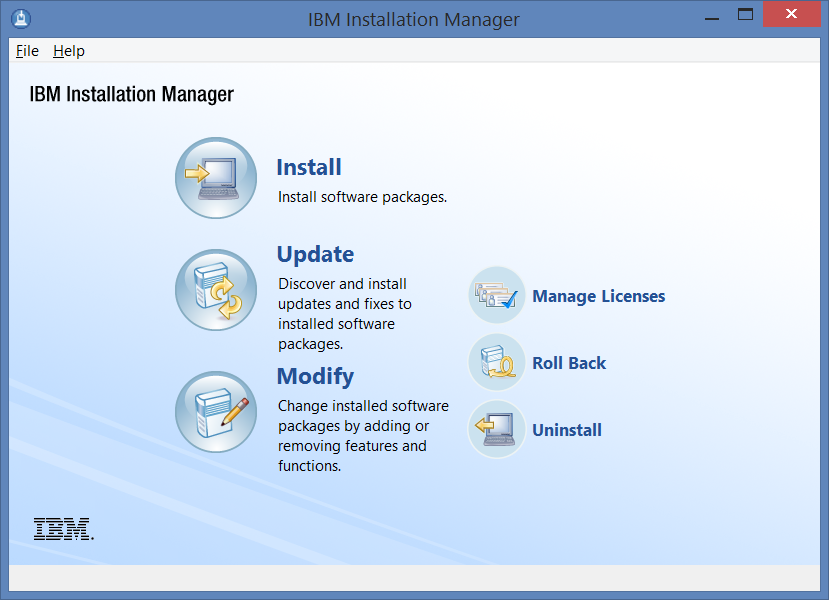 IBM Installation Manager
File Help
IBM Installation Manager
Install
Install software packages.
Update
Discover and install
updates and fixes to
installed software
packages.
Modify
Change installed software
packages by adding or
removing features and
functions.
Manage Licenses
Roll Back
Uninstall
IBM.